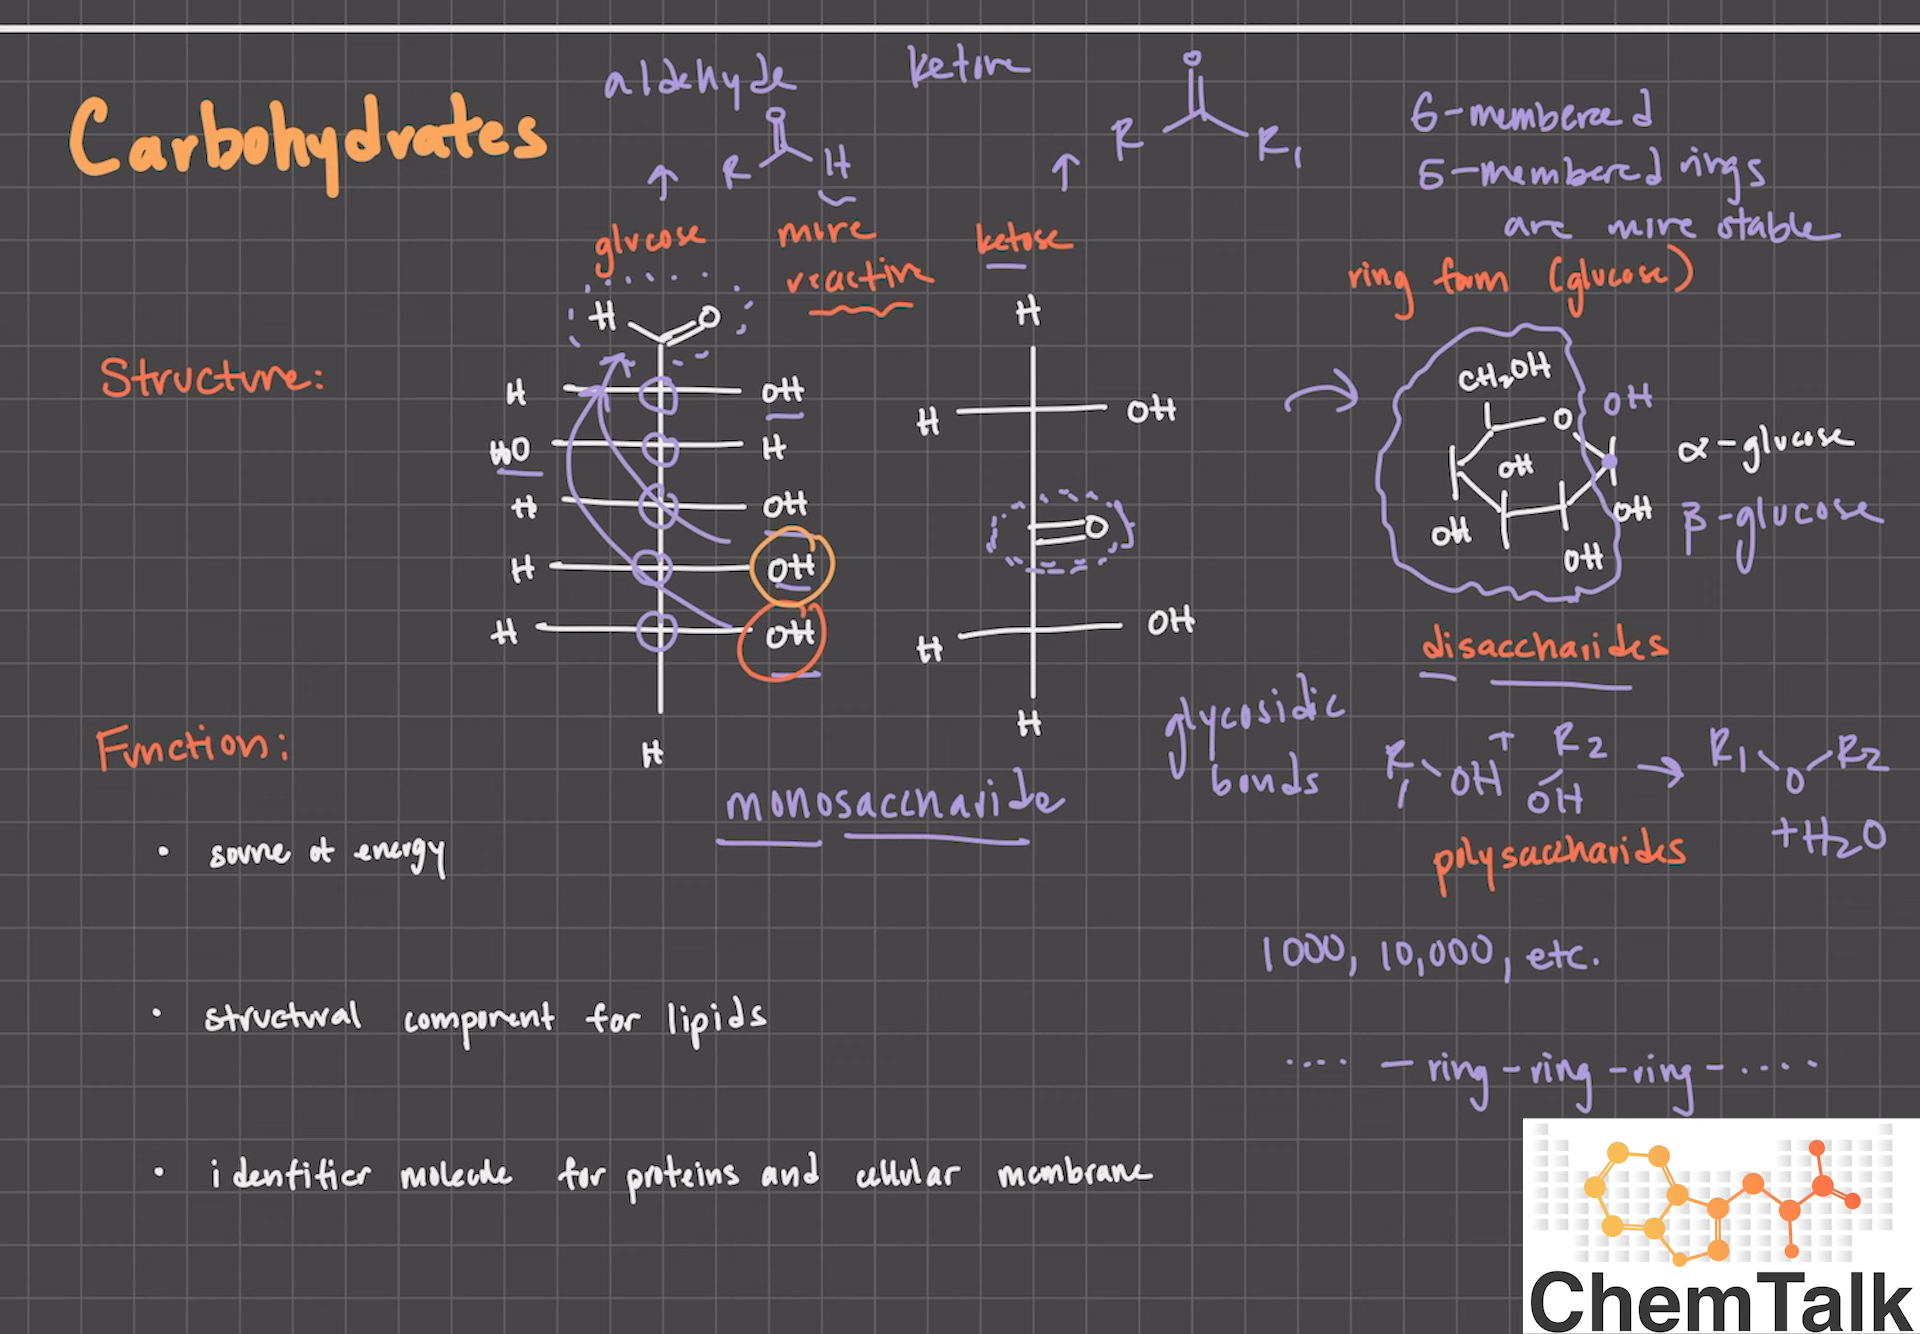 Carbohydrates
aldehyde
O
R H
ketone
O
R R1
6-membered
5-membered rings
are more stable
glucose
more
reactive
ketose
ring form (glucose)
Structure:
H O
H OH
HO H
H OH
H OH
H OH
H
H
H OH
O
H OH
H
CH2OH
O
OH
OH
OH
OH
OH
α-glucose
β-glucose
disaccharides
glycosidic
bonds
R1 OH + R2 OH → R1 O R2
+H2O
monosaccharide
polysaccharides
1000, 10,000, etc.
.... - ring - ring - ring - .....
Function:
• source of energy
• structural component for lipids
• identifier molecule for proteins and cellular membrane
ChemTalk